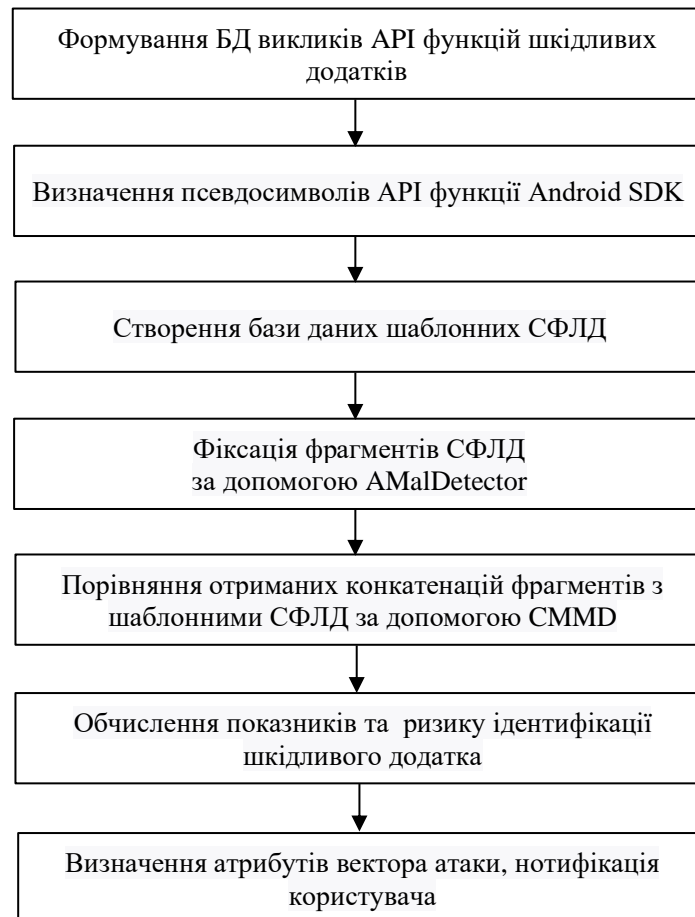 Формування БД викликів API функцій шкідливих
додатків
Визначення псевдосимволів API функції Android SDK
Створення бази даних шаблонних СФЛД
Фіксація фрагментів СФЛД
за допомогою AMalDetector
Порівняння отриманих конкатенацій фрагментів з
шаблонними СФЛД за допомогою CMMD
Обчислення показників та ризику ідентифікації
шкідливого додатка
Визначення атрибутів вектора атаки, нотифікація
користувача